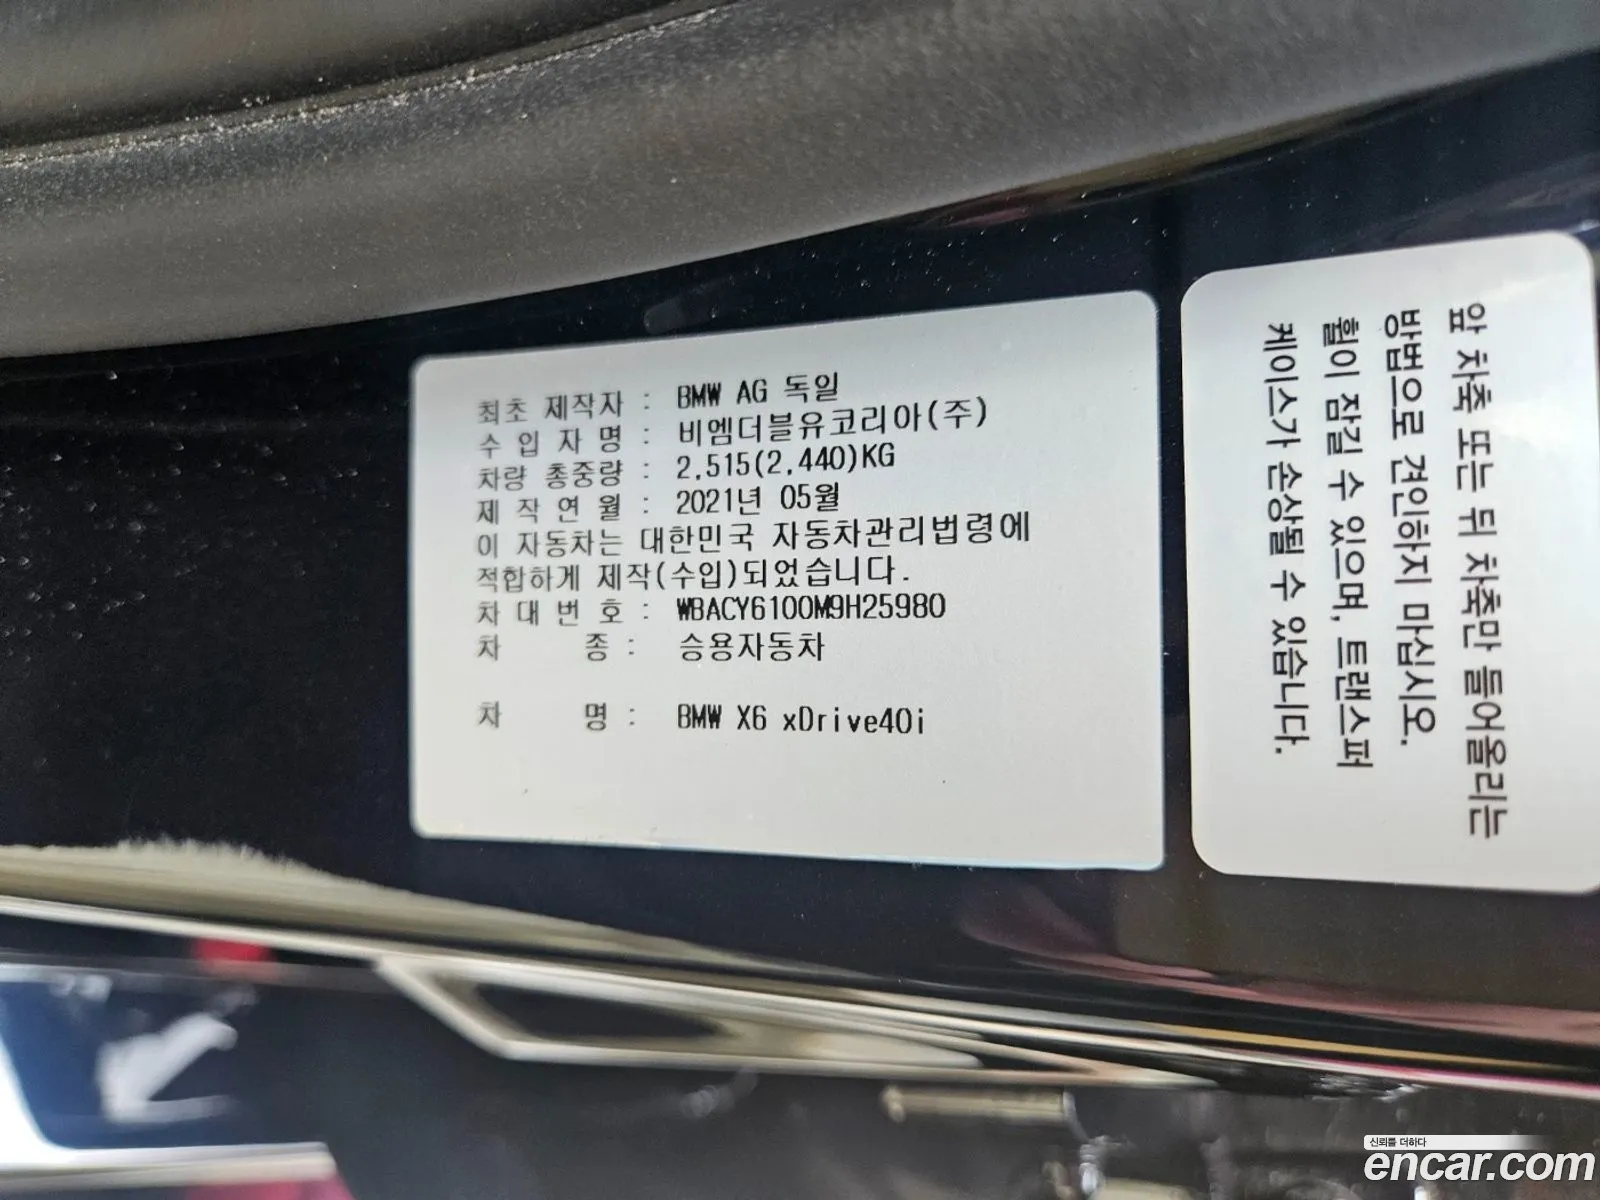 최초 제작자 : BMW AG 독일
수 입 자 명 : 비엠더블유코리아(주)
차량 총중량 : 2,515(2,440)KG
제 작 연 월 : 2021년 05월
이 자동차는 대한민국 자동차관리법령에
적합하게 제작(수입)되었습니다.
차 대 번 호 : WBACY6100M9H25980
차 종 : 승용자동차
차 명 : BMW X6 xDrive40i
앞 차축 또는 뒤 차축만 들어올리는
방법으로 견인하지 마십시오.
휠이 잠길 수 있으며, 트랜스퍼
케이스가 손상될 수 있습니다.
신뢰를 더하다
encar.com